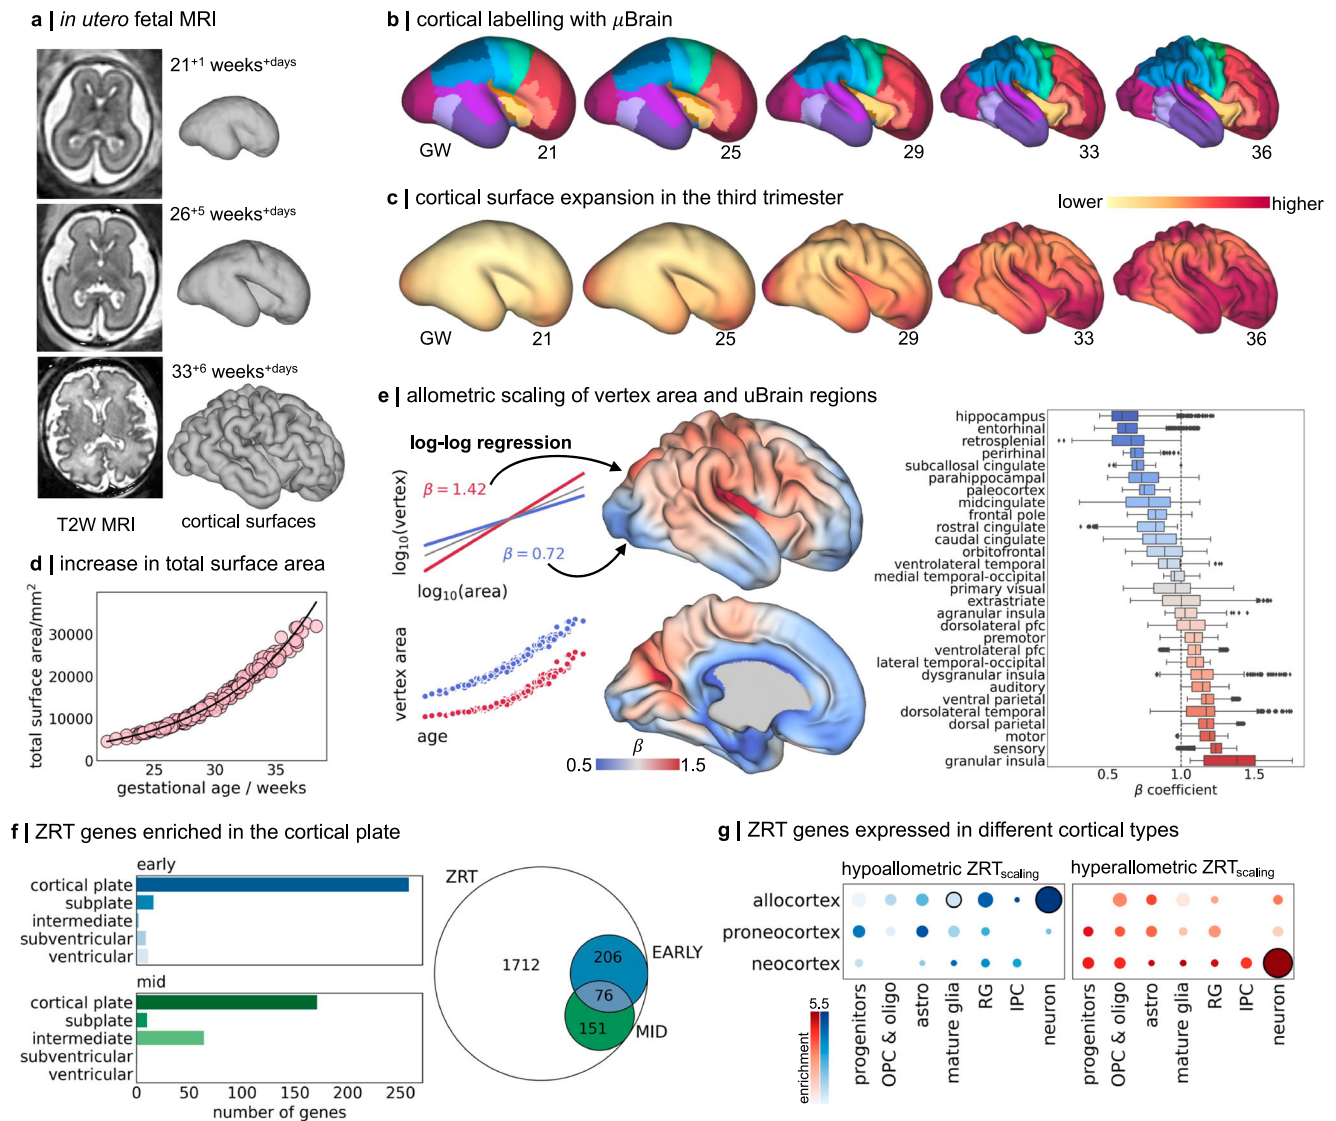 a | in utero fetal MRI
21+1 weeks+days
26+5 weeks+days
33+6 weeks+days
T2W MRI
cortical surfaces
b | cortical labelling with μBrain
GW
21
25
29
33
36
c | cortical surface expansion in the third trimester
lower
higher
GW
21
25
29
33
36
d | increase in total surface area
total surface area/mm2
30000
20000
10000
0
25
30
35
gestational age / weeks
e | allometric scaling of vertex area and uBrain regions
log-log regression
log10(vertex)
β = 1.42
β = 0.72
log10(area)
vertex area
age
β
0.5
1.5
hippocampus
entorhinal
retrosplenial
perirhinal
subcallosal cingulate
parahippocampal
paleocortex
midcingulate
frontal pole
rostral cingulate
caudal cingulate
orbitofrontal
ventrolateral temporal
medial temporal-occipital
primary visual
extrastriate
agranular insula
dorsolateral pfc
premotor
ventrolateral pfc
lateral temporal-occipital
dysgranular insula
auditory
ventral parietal
dorsolateral temporal
dorsal parietal
motor
sensory
granular insula
0.5
1.0
1.5
β coefficient
f | ZRT genes enriched in the cortical plate
early
cortical plate
subplate
intermediate
subventricular
ventricular
mid
cortical plate
subplate
intermediate
subventricular
ventricular
0
50
100
150
200
250
number of genes
ZRT
1712
206
EARLY
76
151
MID
g | ZRT genes expressed in different cortical types
hypoallometric ZRTscaling
hyperallometric ZRTscaling
allocortex
proneocortex
neocortex
progenitors
OPC & oligo
astro
mature glia
RG
IPC
neuron
progenitors
OPC & oligo
astro
mature glia
RG
IPC
neuron
5.5
enrichment